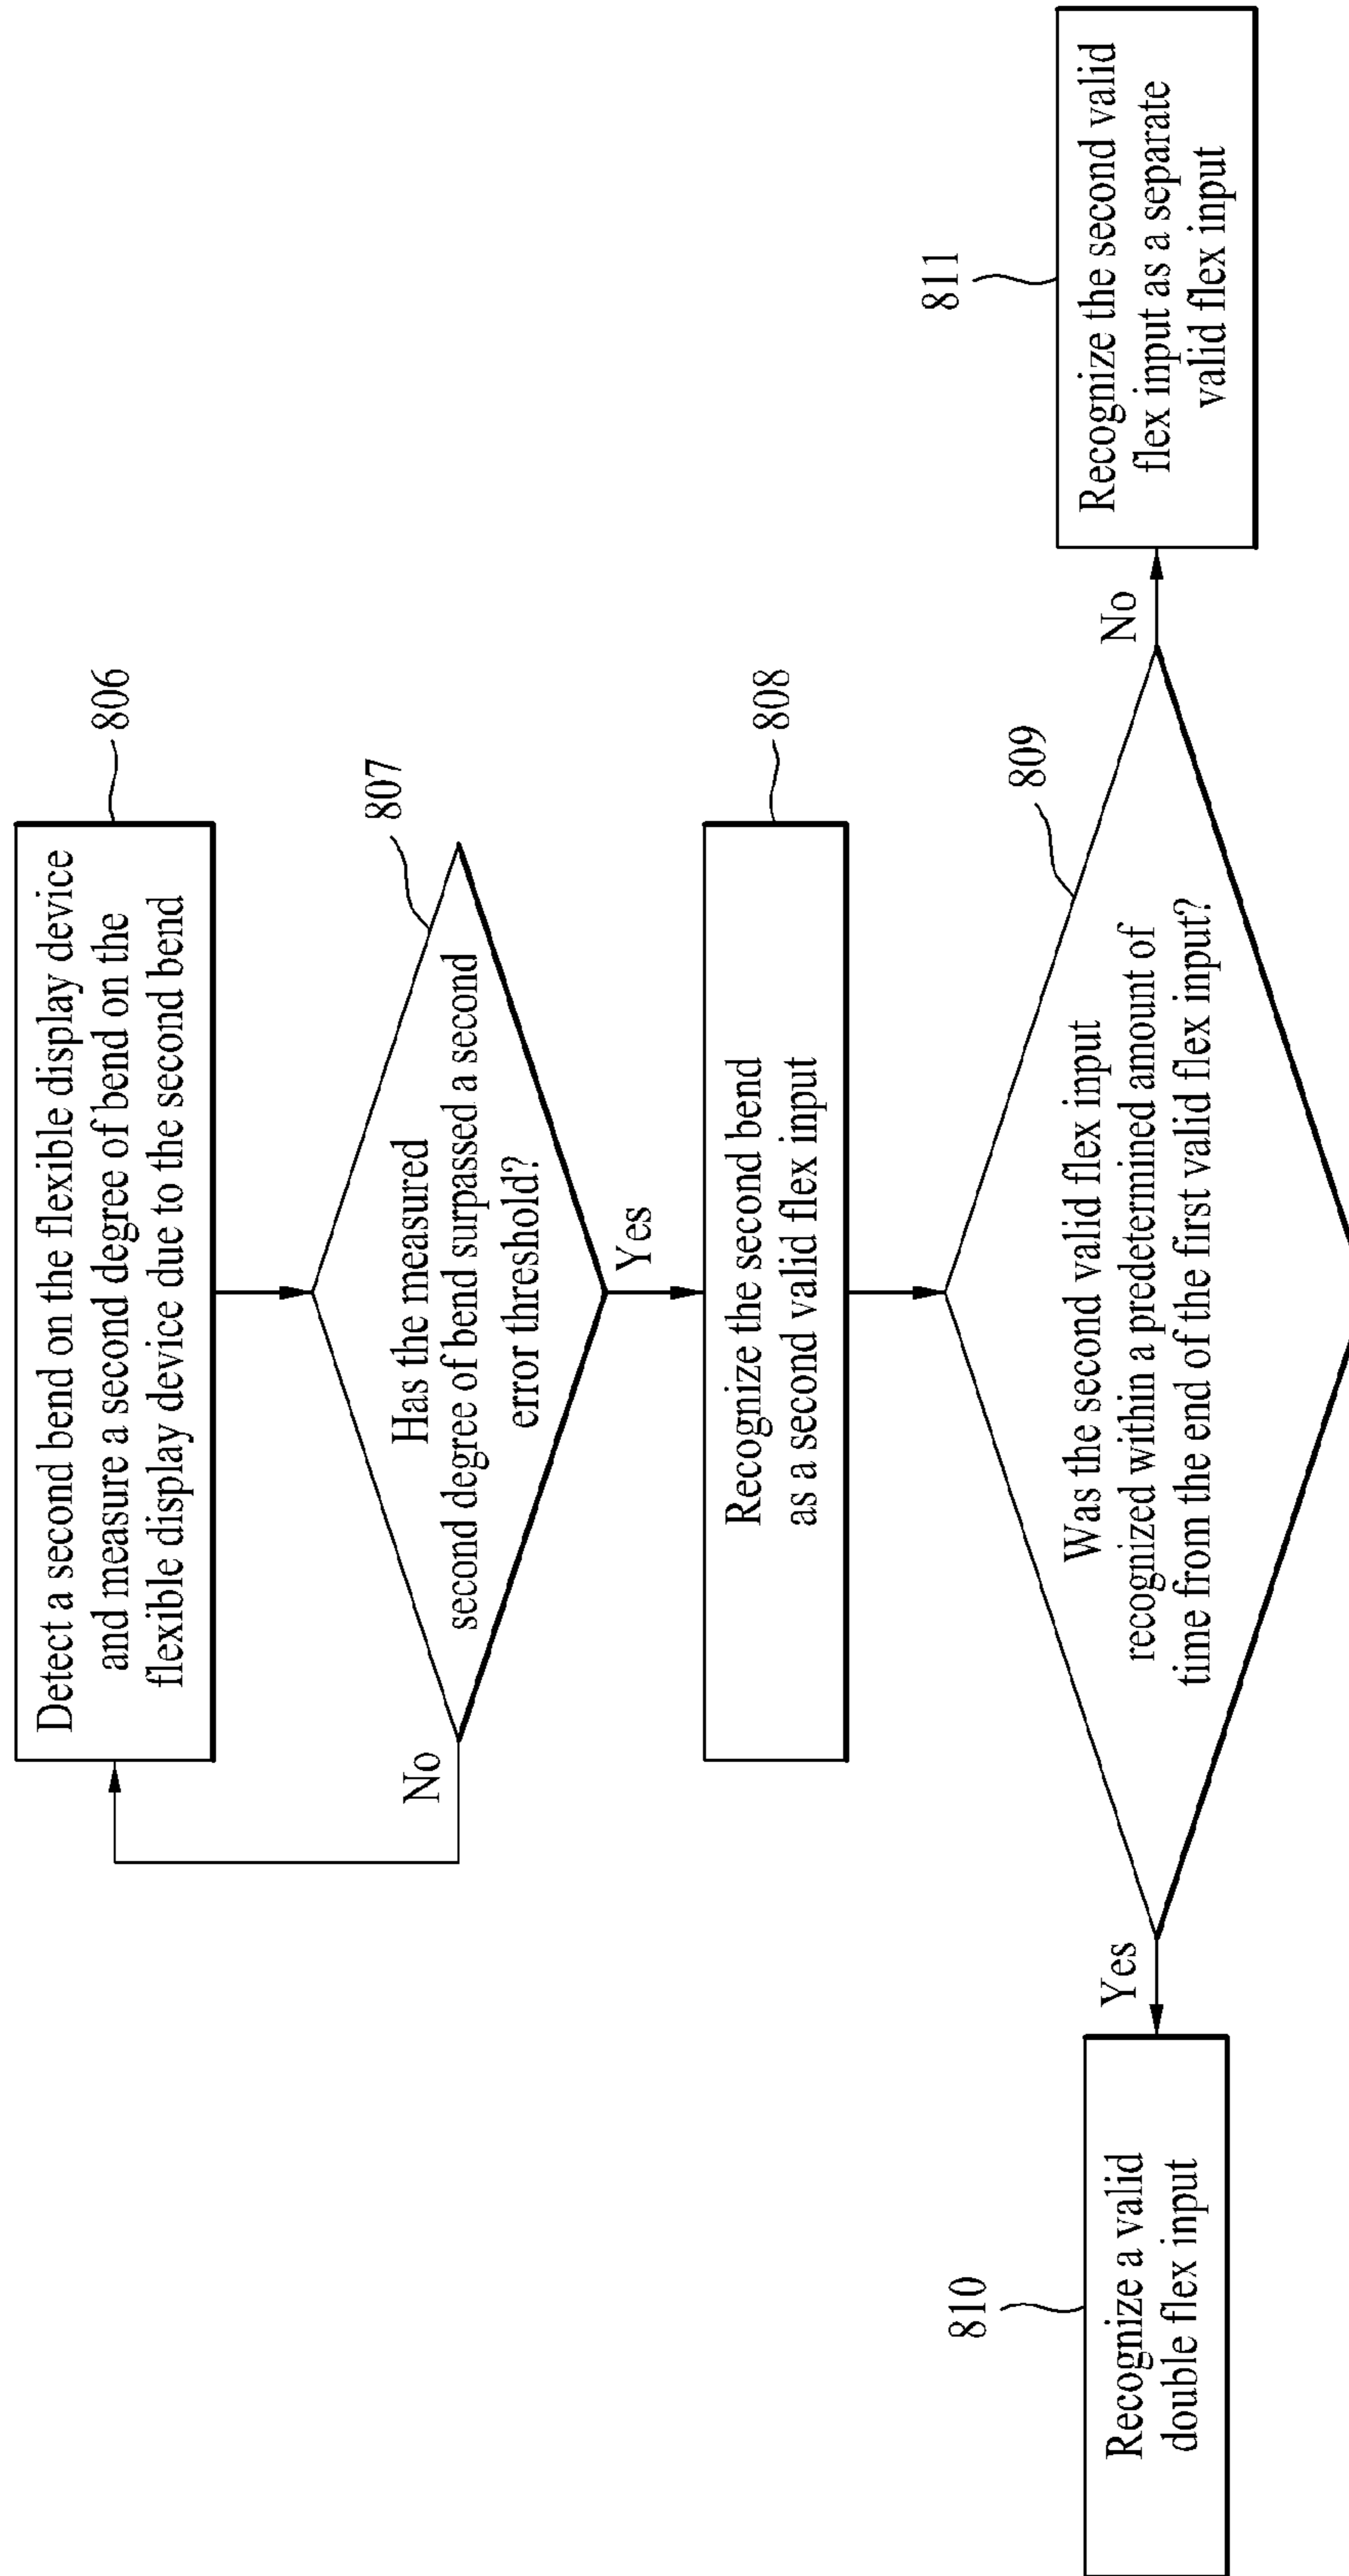 Detect a second bend on the flexible display device
and measure a second degree of bend on the
flexible display device due to the second bend
806
Has the measured
second degree of bend surpassed a second
error threshold?
807
No
Yes
Recognize the second bend
as a second valid flex input
808
Was the second valid flex input
recognized within a predetermined amount of
time from the end of the first valid flex input?
809
Yes
No
Recognize a valid
double flex input
810
Recognize the second valid
flex input as a separate
valid flex input
811